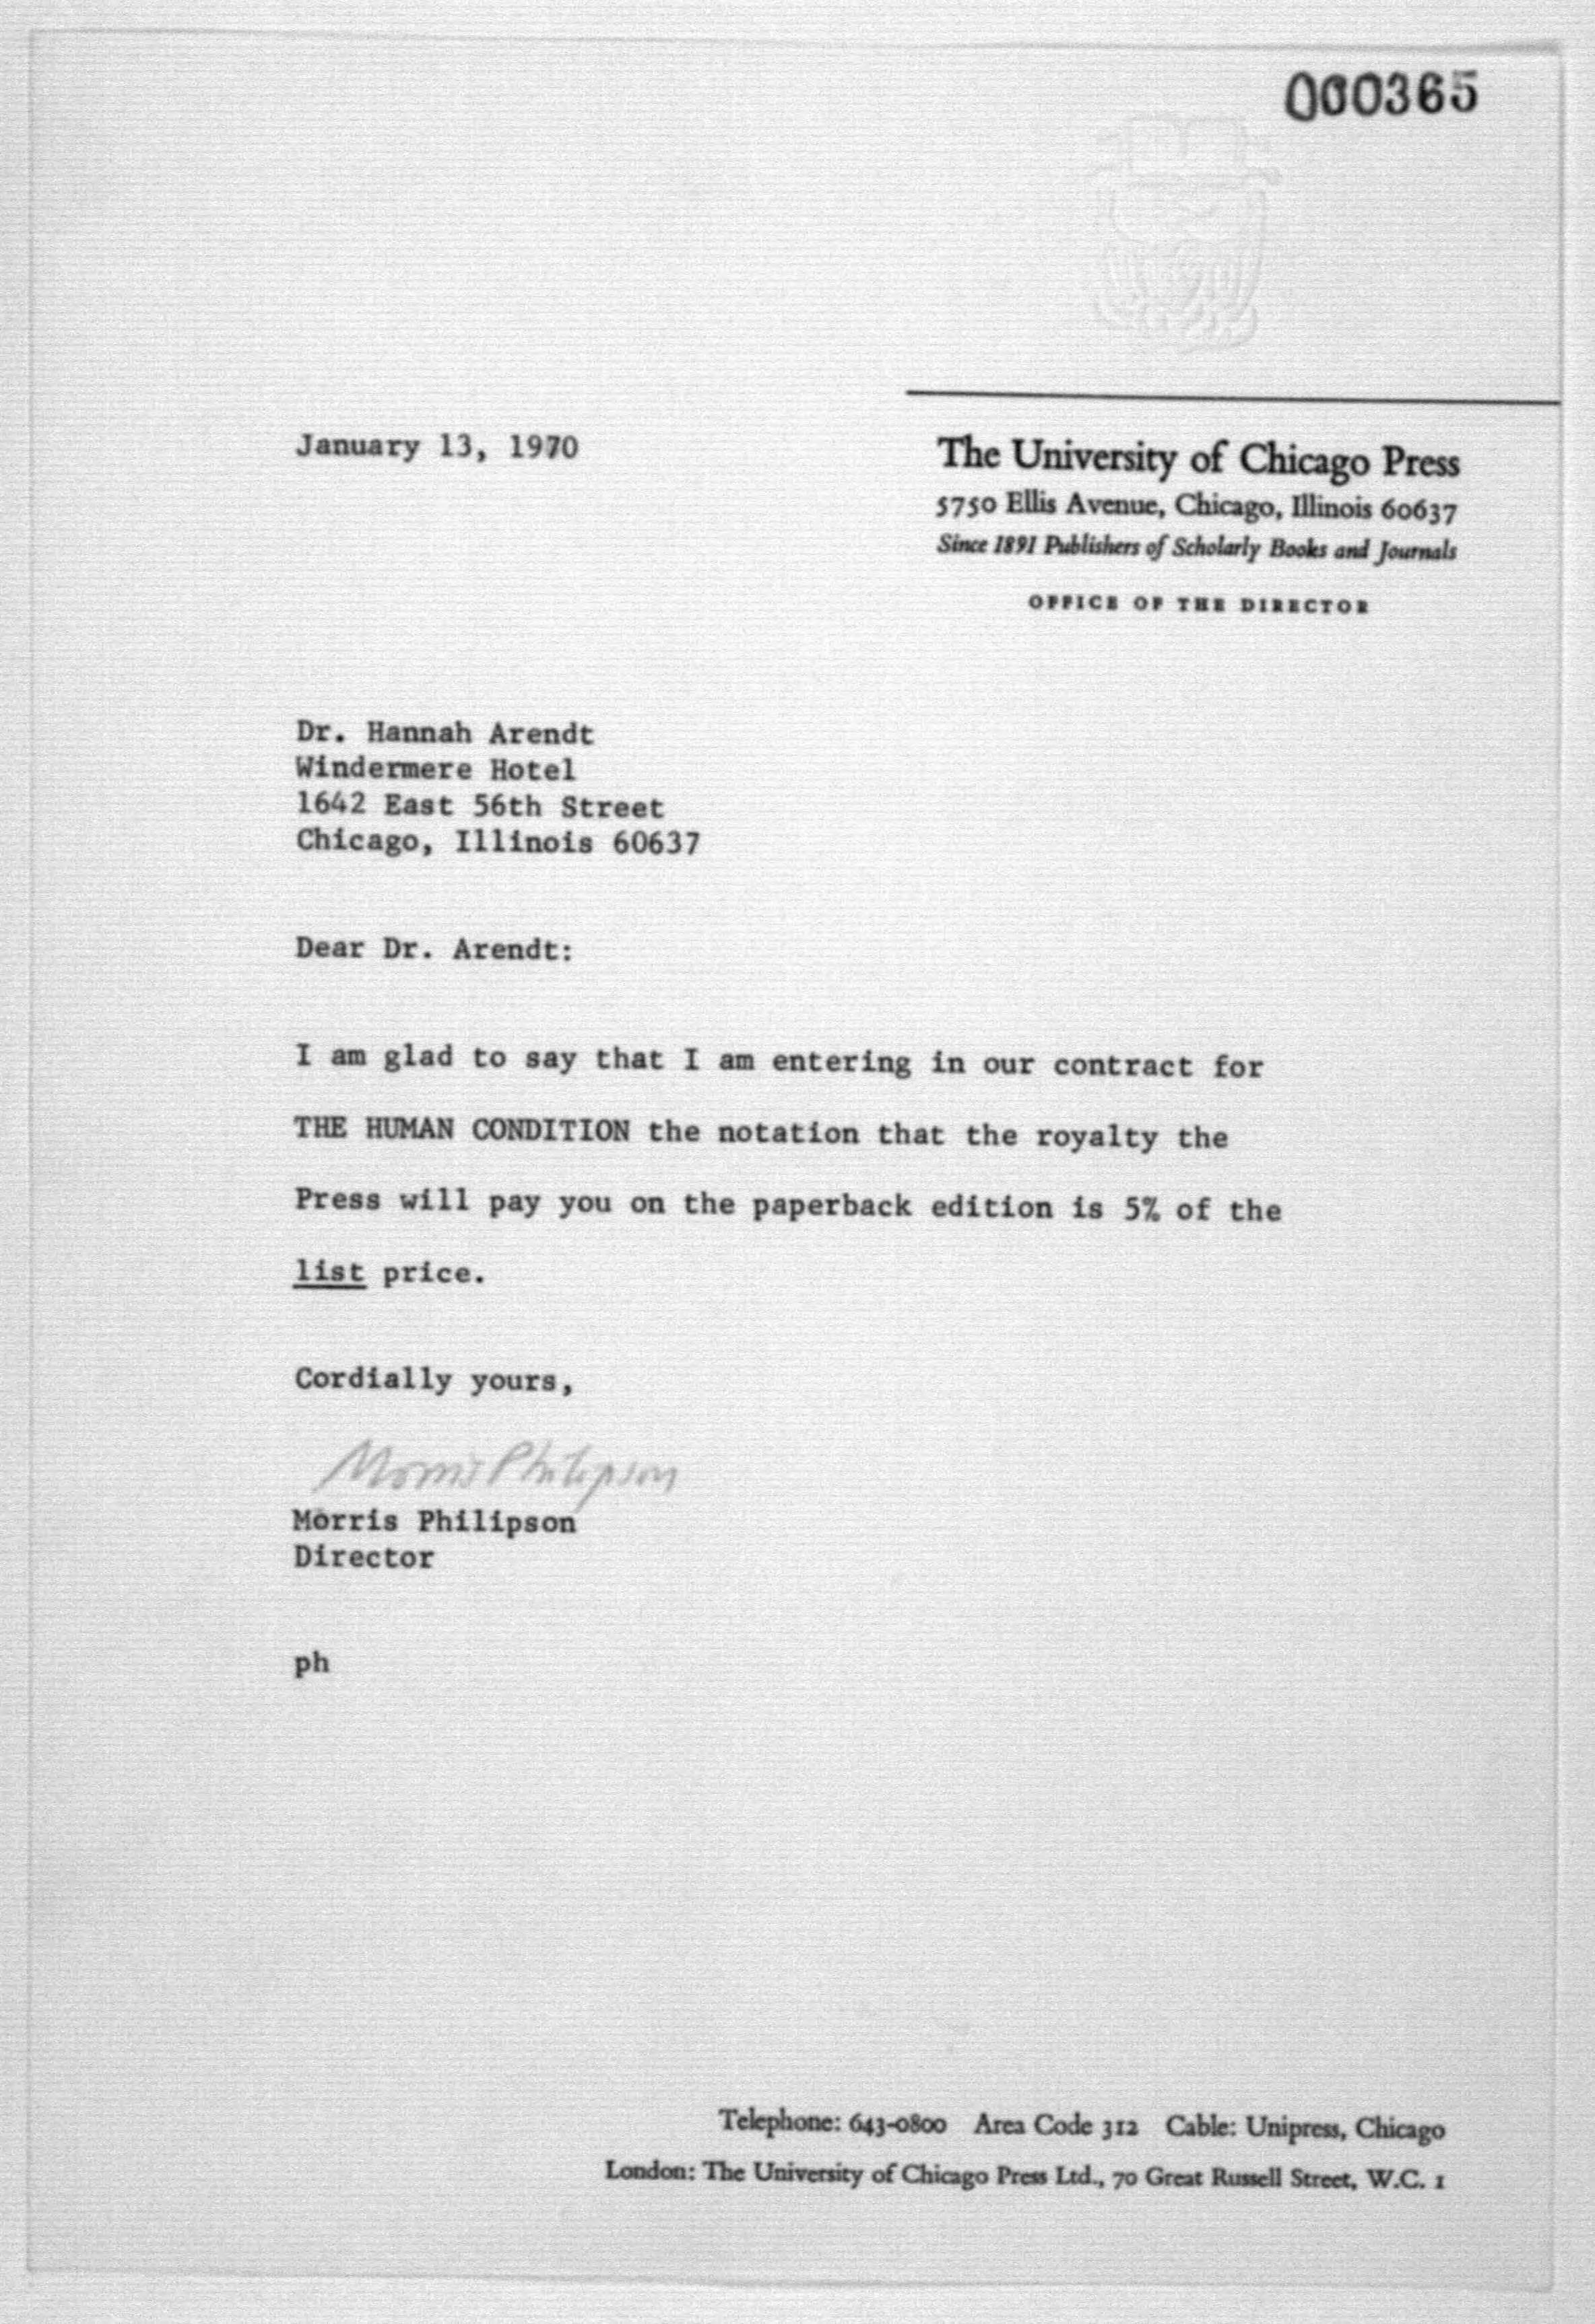 000365
January 13, 1970
The University of Chicago Press
5750 Ellis Avenue, Chicago, Illinois 60637
Since 1891 Publishers of Scholarly Books and Journals
OFFICE OF THE DIRECTOR
Dr. Hannah Arendt
Windermere Hotel
1642 East 56th Street
Chicago, Illinois 60637
Dear Dr. Arendt:
I am glad to say that I am entering in our contract for
THE HUMAN CONDITION the notation that the royalty the
Press will pay you on the paperback edition is 5% of the
list price.
Cordially yours,
Morris Philipson
Morris Philipson
Director
ph
Telephone: 643-0800 Area Code 312 Cable: Unipress, Chicago
London: The University of Chicago Press Ltd., 70 Great Russell Street, W.C. 1